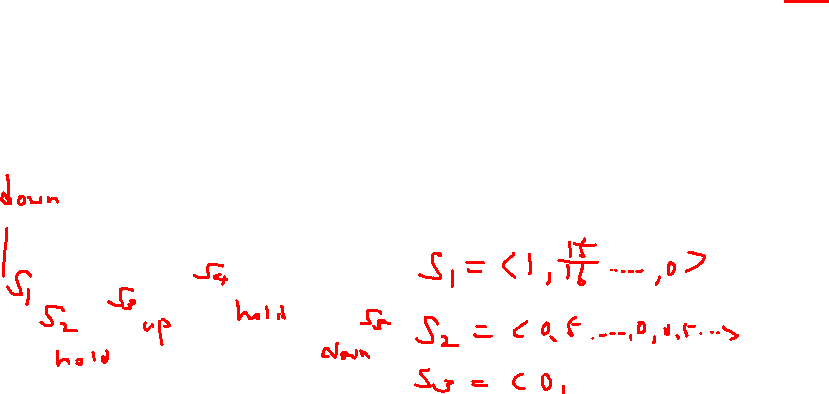 down
S₁ S₂ S₃ S₄ S₅
hold up hold down
S₁ = <1, 15/16 ....., 0>
S₂ = <0.5 ....., 0, 0.5 ...>
S₃ = <0,